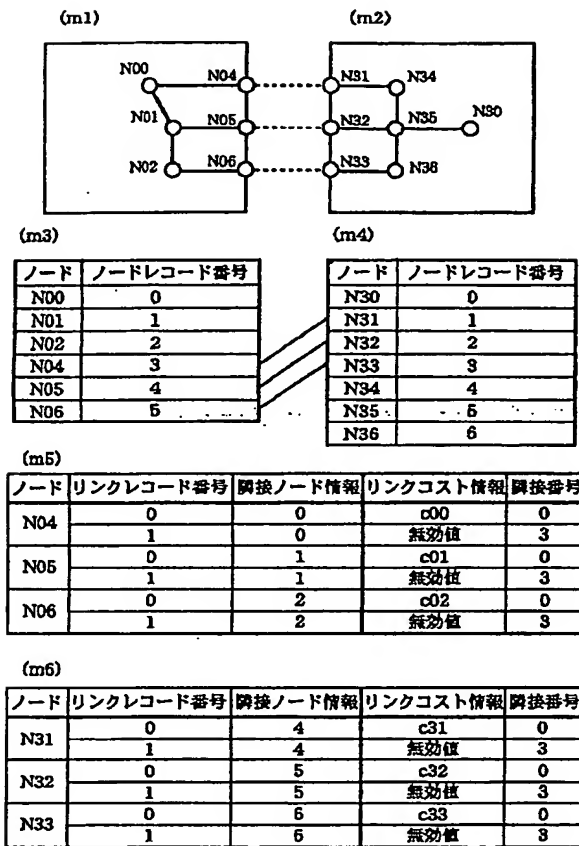 (m1)
(m2)
N00
N04
N31
N34
N01
N05
N32
N35
N30
N02
N06
N33
N36
(m3)
ノード ノードレコード番号
N00 0
N01 1
N02 2
N04 3
N05 4
N06 5
(m4)
ノード ノードレコード番号
N30 0
N31 1
N32 2
N33 3
N34 4
N35 5
N36 6
(m5)
ノード リンクレコード番号 隣接ノード情報 リンクコスト情報 隣接番号
N04 0 0 c00 0
1 0 無効値 3
N05 0 1 c01 0
1 1 無効値 3
N06 0 2 c02 0
1 2 無効値 3
(m6)
ノード リンクレコード番号 隣接ノード情報 リンクコスト情報 隣接番号
N31 0 4 c31 0
1 4 無効値 3
N32 0 5 c32 0
1 5 無効値 3
N33 0 6 c33 0
1 6 無効値 3